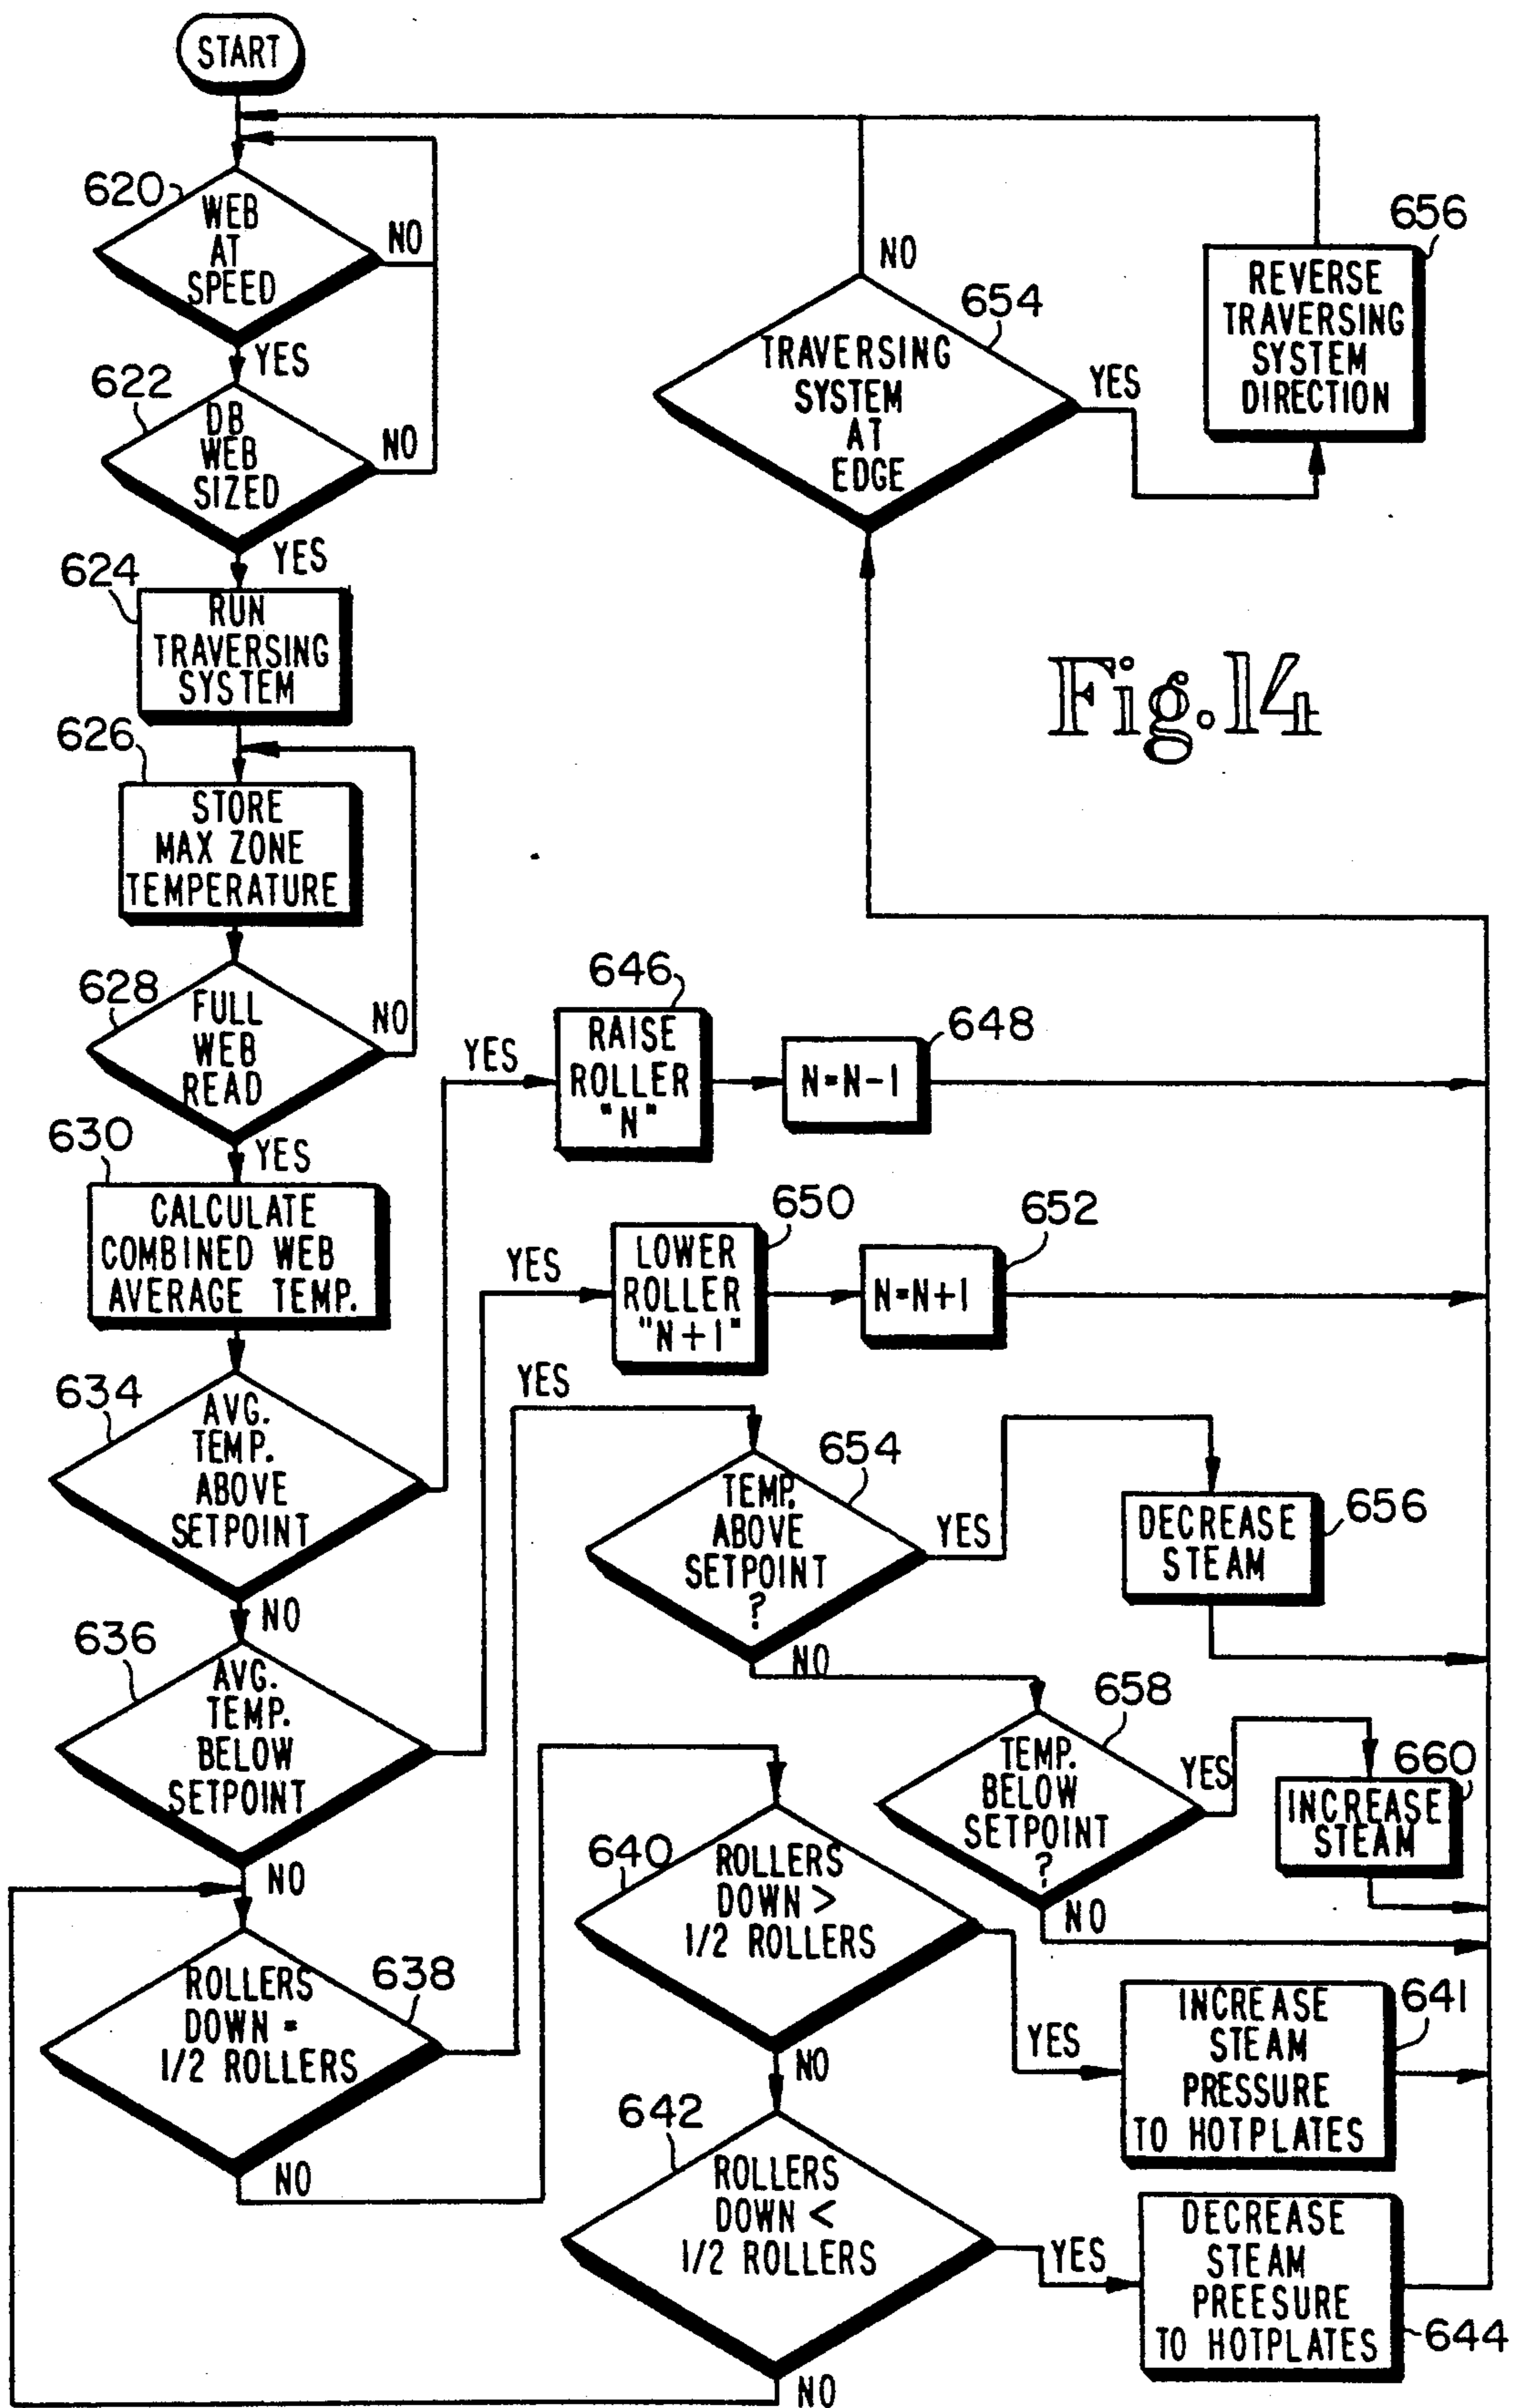 START
620
WEB
AT
SPEED
NO
YES
622
DB
WEB
SIZED
NO
YES
624
RUN
TRAVERSING
SYSTEM
626
STORE
MAX ZONE
TEMPERATURE
628
FULL
WEB
READ
NO
YES
630
CALCULATE
COMBINED WEB
AVERAGE TEMP.
634
AVG.
TEMP.
ABOVE
SETPOINT
NO
636
AVG.
TEMP.
BELOW
SETPOINT
NO
638
ROLLERS
DOWN =
1/2 ROLLERS
NO
NO
654
TRAVERSING
SYSTEM
AT
EDGE
YES
656
REVERSE
TRAVERSING
SYSTEM
DIRECTION
Fig.14
YES
646
RAISE
ROLLER
"N"
648
N=N-1
YES
650
LOWER
ROLLER
"N+1"
652
N=N+1
YES
654
TEMP.
ABOVE
SETPOINT
?
YES
NO
DECREASE
STEAM
656
658
TEMP.
BELOW
SETPOINT
?
YES
NO
660
INCREASE
STEAM
640
ROLLERS
DOWN >
1/2 ROLLERS
YES
NO
641
INCREASE
STEAM
PRESSURE
TO HOTPLATES
642
ROLLERS
DOWN <
1/2 ROLLERS
YES
NO
DECREASE
STEAM
PREESURE
TO HOTPLATES
644